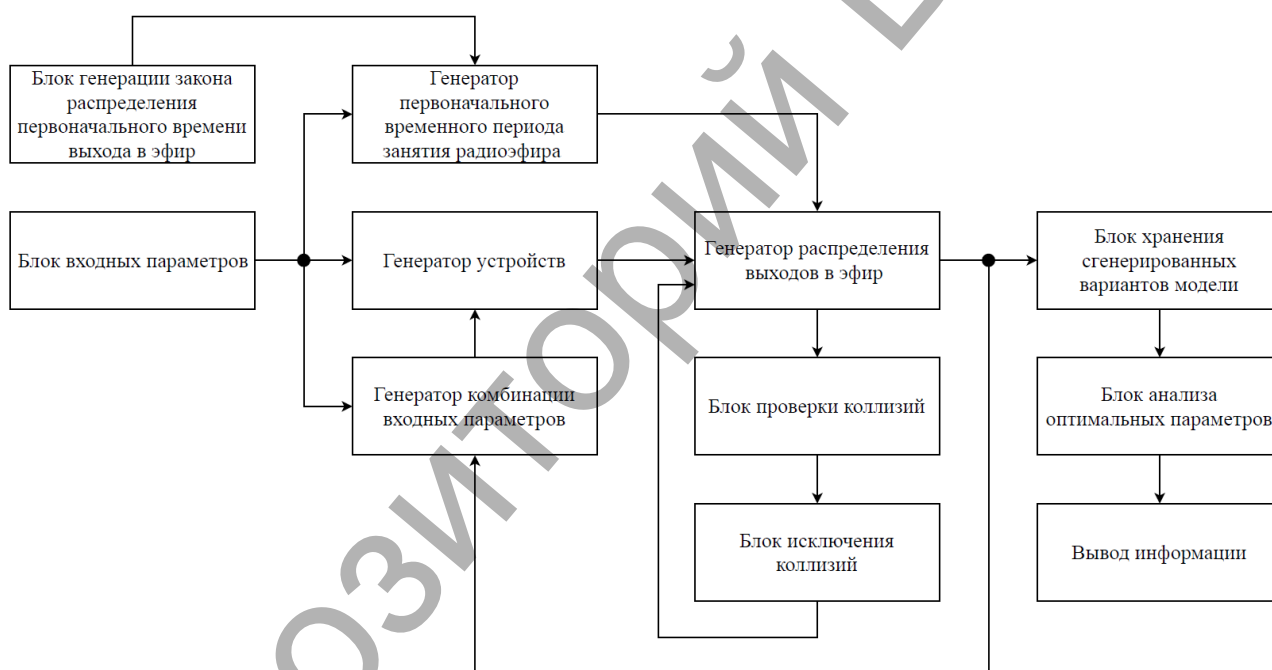 Блок генерации закона
распределения
первоначального времени
выхода в эфир
Генератор
первоначального
временного периода
занятия радиоэфира
Блок входных параметров
Генератор устройств
Генератор распределения
выходов в эфир
Блок хранения
сгенерированных
вариантов модели
Генератор комбинации
входных параметров
Блок проверки коллизий
Блок анализа
оптимальных параметров
Блок исключения
коллизий
Вывод информации